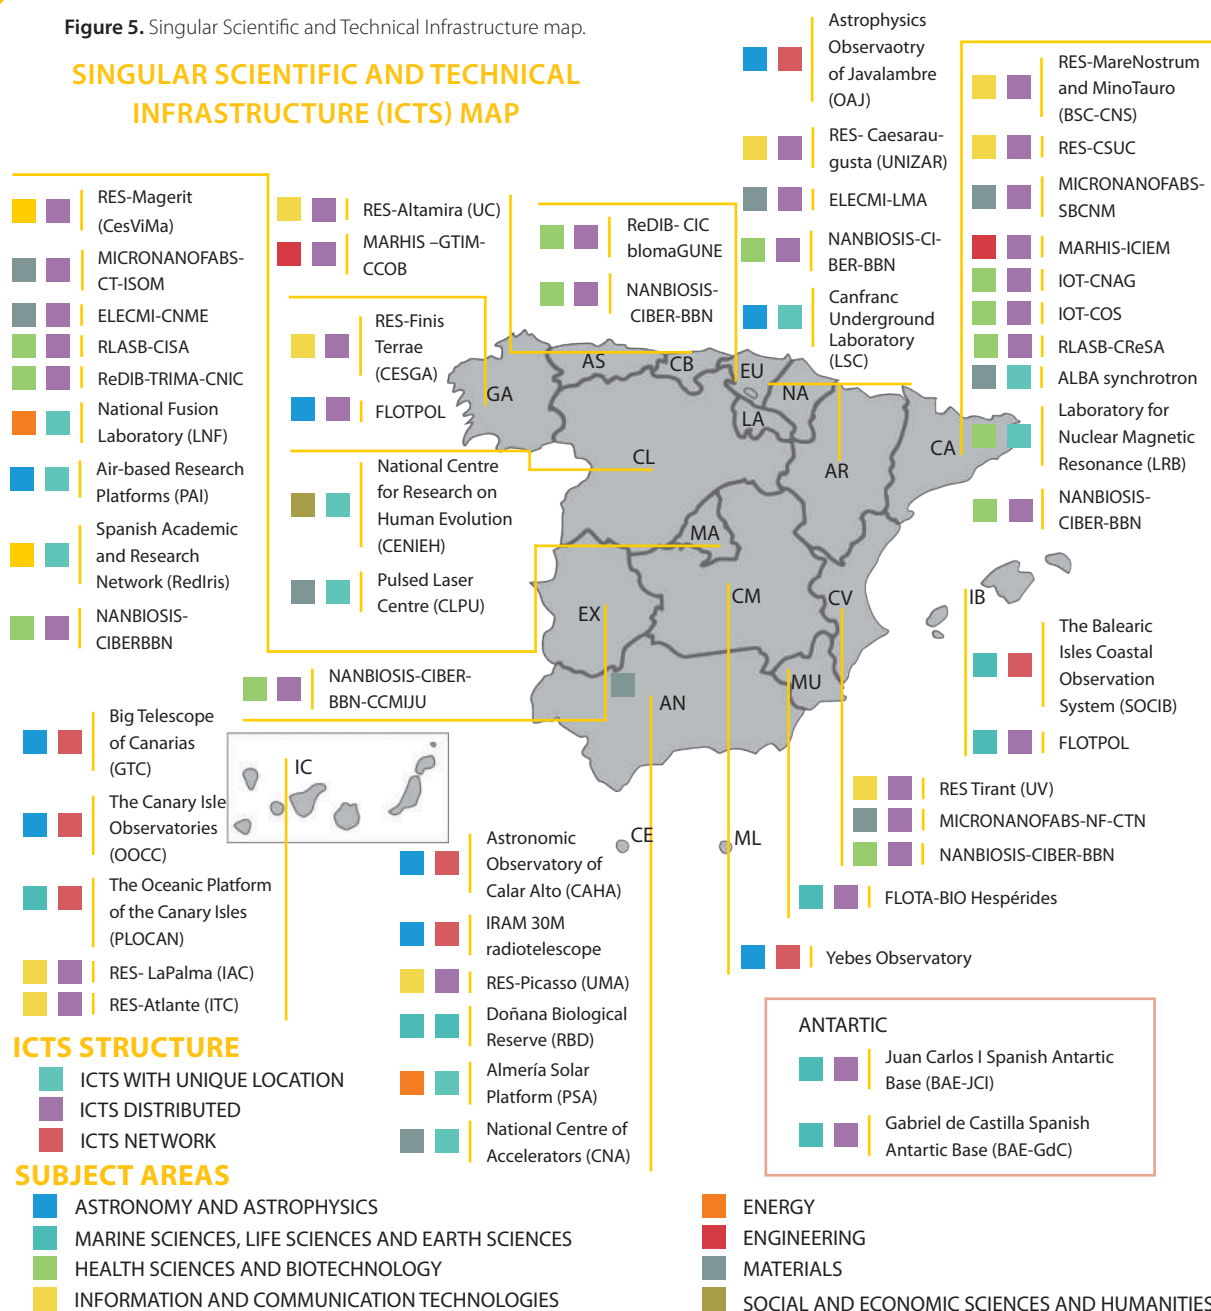 Figure 5. Singular Scientific and Technical Infrastructure map.
SINGULAR SCIENTIFIC AND TECHNICAL
INFRASTRUCTURE (ICTS) MAP
RES-Magerit
(CesViMa)
MICRONANOFABS-
CT-ISOM
ELECMI-CNME
RLASB-CISA
ReDIB-TRIMA-CNIC
National Fusion
Laboratory (LNF)
Air-based Research
Platforms (PAI)
Spanish Academic
and Research
Network (RedIris)
NANBIOSIS-
CIBERBBN
RES-Altamira (UC)
MARHIS –GTIM-
CCOB
RES-Finis
Terrae
(CESGA)
FLOTPOL
National Centre
for Research on
Human Evolution
(CENIEH)
Pulsed Laser
Centre (CLPU)
ReDIB- CIC
bIomaGUNE
NANBIOSIS-
CIBER-BBN
Astrophysics
Observaotry
of Javalambre
(OAJ)
RES- Caesarau-
gusta (UNIZAR)
ELECMI-LMA
NANBIOSIS-CI-
BER-BBN
Canfranc
Underground
Laboratory
(LSC)
RES-MareNostrum
and MinoTauro
(BSC-CNS)
RES-CSUC
MICRONANOFABS-
SBCNM
MARHIS-ICIEM
IOT-CNAG
IOT-COS
RLASB-CReSA
ALBA synchrotron
Laboratory for
Nuclear Magnetic
Resonance (LRB)
NANBIOSIS-
CIBER-BBN
GA
AS
CB
EU
NA
LA
CL
AR
CA
MA
EX
CM
CV
IB
AN
MU
IC
CE
ML
The Balearic
Isles Coastal
Observation
System (SOCIB)
FLOTPOL
NANBIOSIS-CIBER-
BBN-CCMIJU
Big Telescope
of Canarias
(GTC)
The Canary Isle
Observatories
(OOCC)
The Oceanic Platform
of the Canary Isles
(PLOCAN)
RES- LaPalma (IAC)
RES-Atlante (ITC)
Astronomic
Observatory of
Calar Alto (CAHA)
IRAM 30M
radiotelescope
RES-Picasso (UMA)
Doñana Biological
Reserve (RBD)
Almería Solar
Platform (PSA)
National Centre of
Accelerators (CNA)
RES Tirant (UV)
MICRONANOFABS-NF-CTN
NANBIOSIS-CIBER-BBN
FLOTA-BIO Hespérides
Yebes Observatory
ANTARTIC
Juan Carlos I Spanish Antartic
Base (BAE-JCI)
Gabriel de Castilla Spanish
Antartic Base (BAE-GdC)
ICTS STRUCTURE
ICTS WITH UNIQUE LOCATION
ICTS DISTRIBUTED
ICTS NETWORK
SUBJECT AREAS
ASTRONOMY AND ASTROPHYSICS
MARINE SCIENCES, LIFE SCIENCES AND EARTH SCIENCES
HEALTH SCIENCES AND BIOTECHNOLOGY
INFORMATION AND COMMUNICATION TECHNOLOGIES
ENERGY
ENGINEERING
MATERIALS
SOCIAL AND ECONOMIC SCIENCES AND HUMANITIES